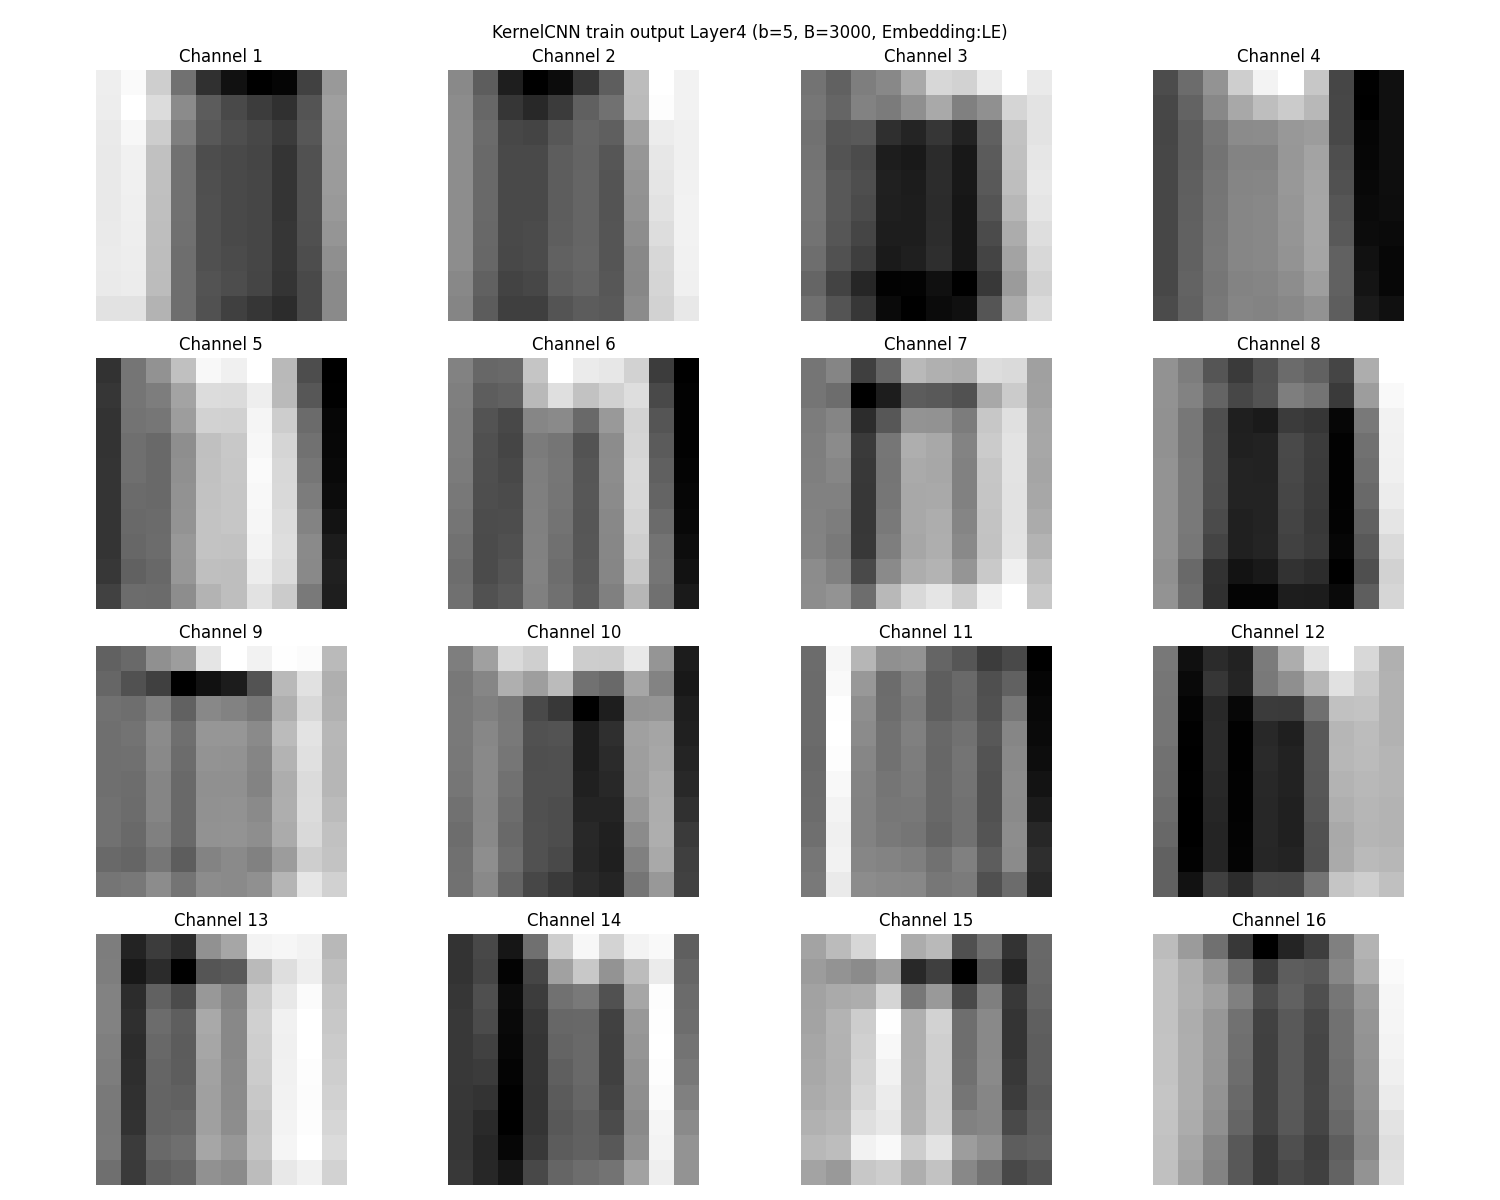 KernelCNN train output Layer4 (b=5, B=3000, Embedding:LE)
Channel 1
Channel 2
Channel 3
Channel 4
Channel 5
Channel 6
Channel 7
Channel 8
Channel 9
Channel 10
Channel 11
Channel 12
Channel 13
Channel 14
Channel 15
Channel 16